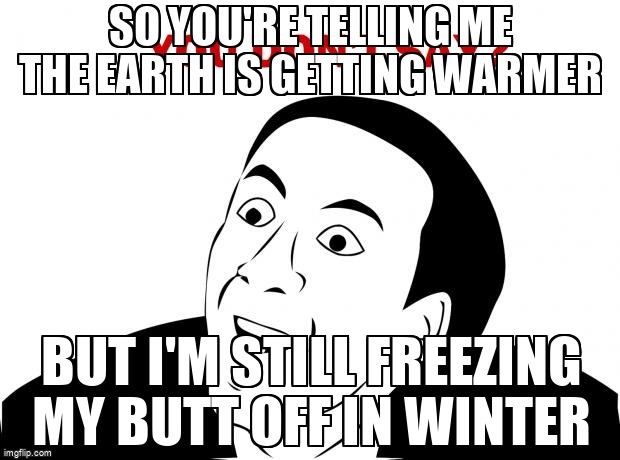 SO YOU'RE TELLING ME
THE EARTH IS GETTING WARMER
BUT I'M STILL FREEZING
MY BUTT OFF IN WINTER
imgflip.com